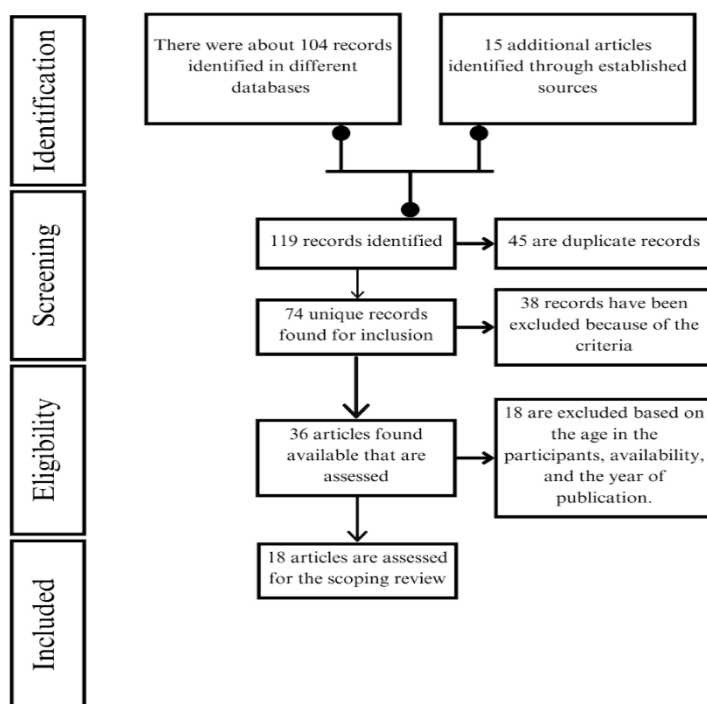 Identification
There were about 104 records
identified in different
databases
15 additional articles
identified through established
sources
Screening
119 records identified
45 are duplicate records
74 unique records
found for inclusion
38 records have been
excluded because of the
criteria
Eligibility
36 articles found
available that are
assessed
18 are excluded based on
the age in the
participants, availability,
and the year of
publication.
Included
18 articles are assessed
for the scoping review